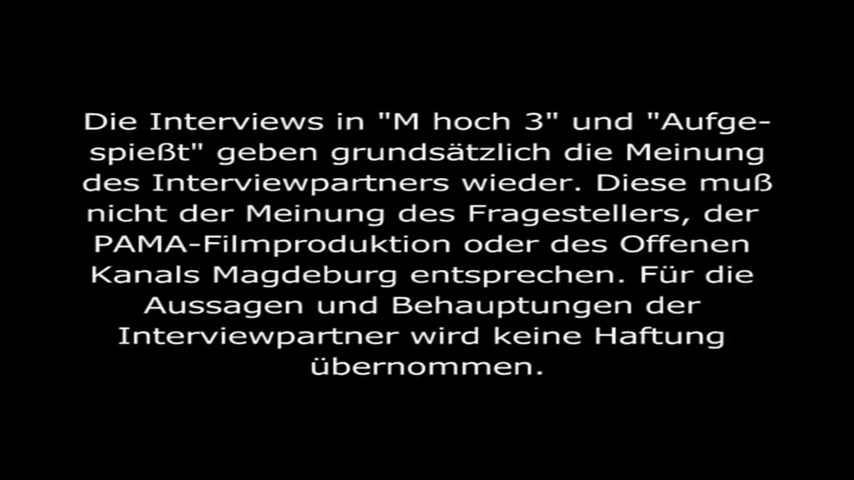 Die Interviews in "M hoch 3" und "Aufge-
spießt" geben grundsätzlich die Meinung
des Interviewpartners wieder. Diese muß
nicht der Meinung des Fragestellers, der
PAMA-Filmproduktion oder des Offenen
Kanals Magdeburg entsprechen. Für die
Aussagen und Behauptungen der
Interviewpartner wird keine Haftung
übernommen.